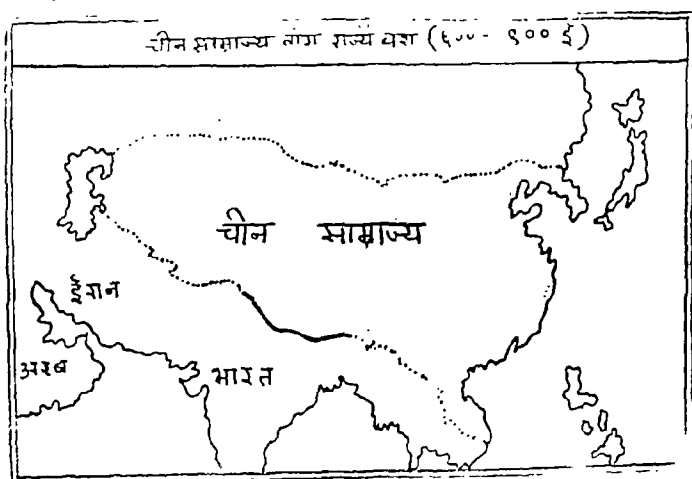 चीन साम्राज्य तांग राज्य वंश (६०० - ९०० ई)
चीन साम्राज्य
ईरान
अरब
भारत